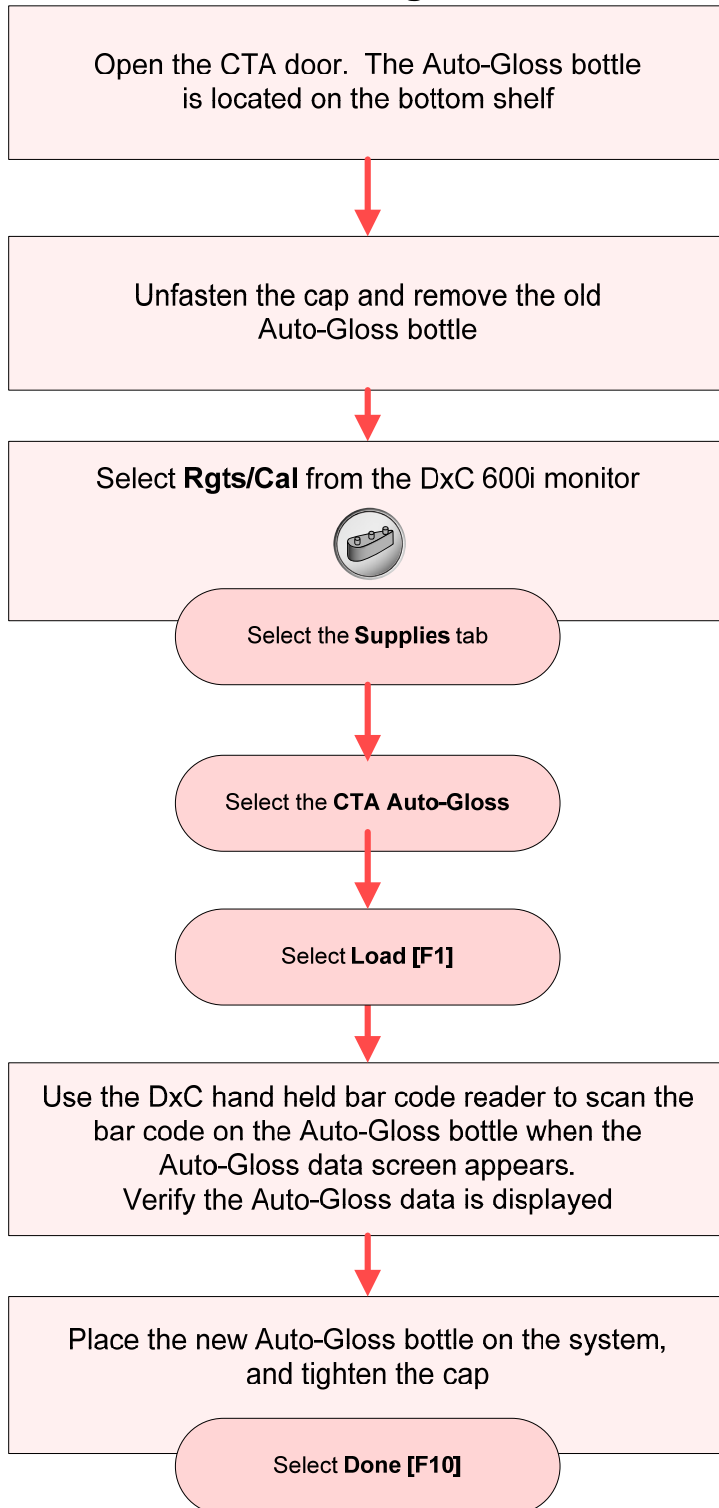 Open the CTA door. The Auto-Gloss bottle
is located on the bottom shelf
Unfasten the cap and remove the old
Auto-Gloss bottle
Select Rgts/Cal from the DxC 600i monitor
Select the Supplies tab
Select the CTA Auto-Gloss
Select Load [F1]
Use the DxC hand held bar code reader to scan the
bar code on the Auto-Gloss bottle when the
Auto-Gloss data screen appears.
Verify the Auto-Gloss data is displayed
Place the new Auto-Gloss bottle on the system,
and tighten the cap
Select Done [F10]